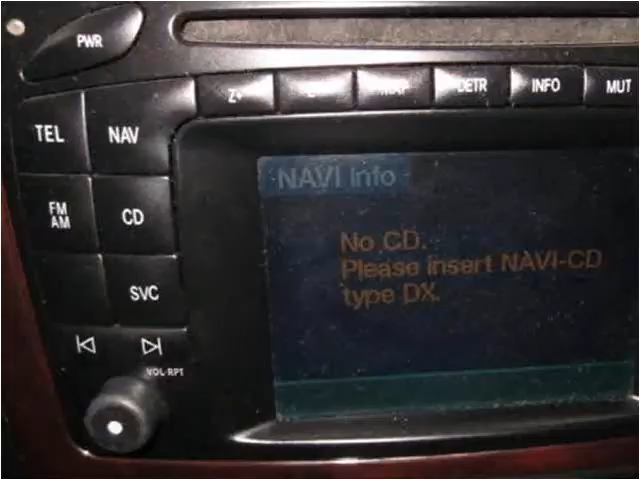 PWR
Z+
MAP
DETR
INFO
MUT
TEL
NAV
FM
AM
CD
SVC
VOL·RPT
NAVI Info
No CD.
Please insert NAVI-CD
type DX.